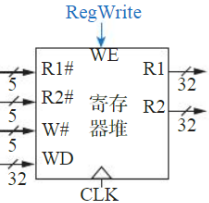 RegWrite
WE
R1# R1
5 32
R2# 寄存 R2
5 32
W# 器堆
5
WD
32
CLK